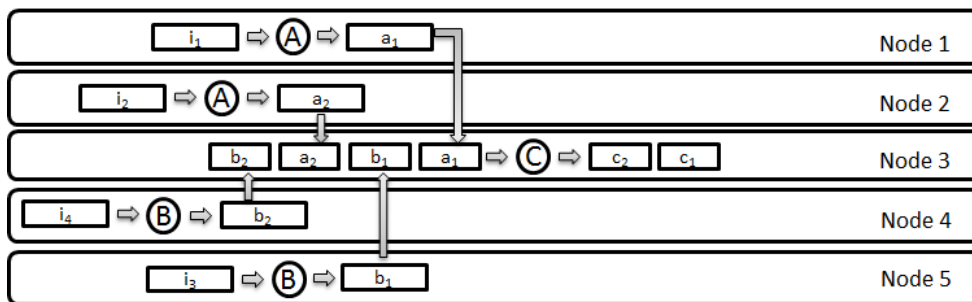 i₁ A a₁ Node 1
i₂ A a₂ Node 2
b₂ a₂ b₁ a₁ C c₂ c₁ Node 3
i₄ B b₂ Node 4
i₃ B b₁ Node 5